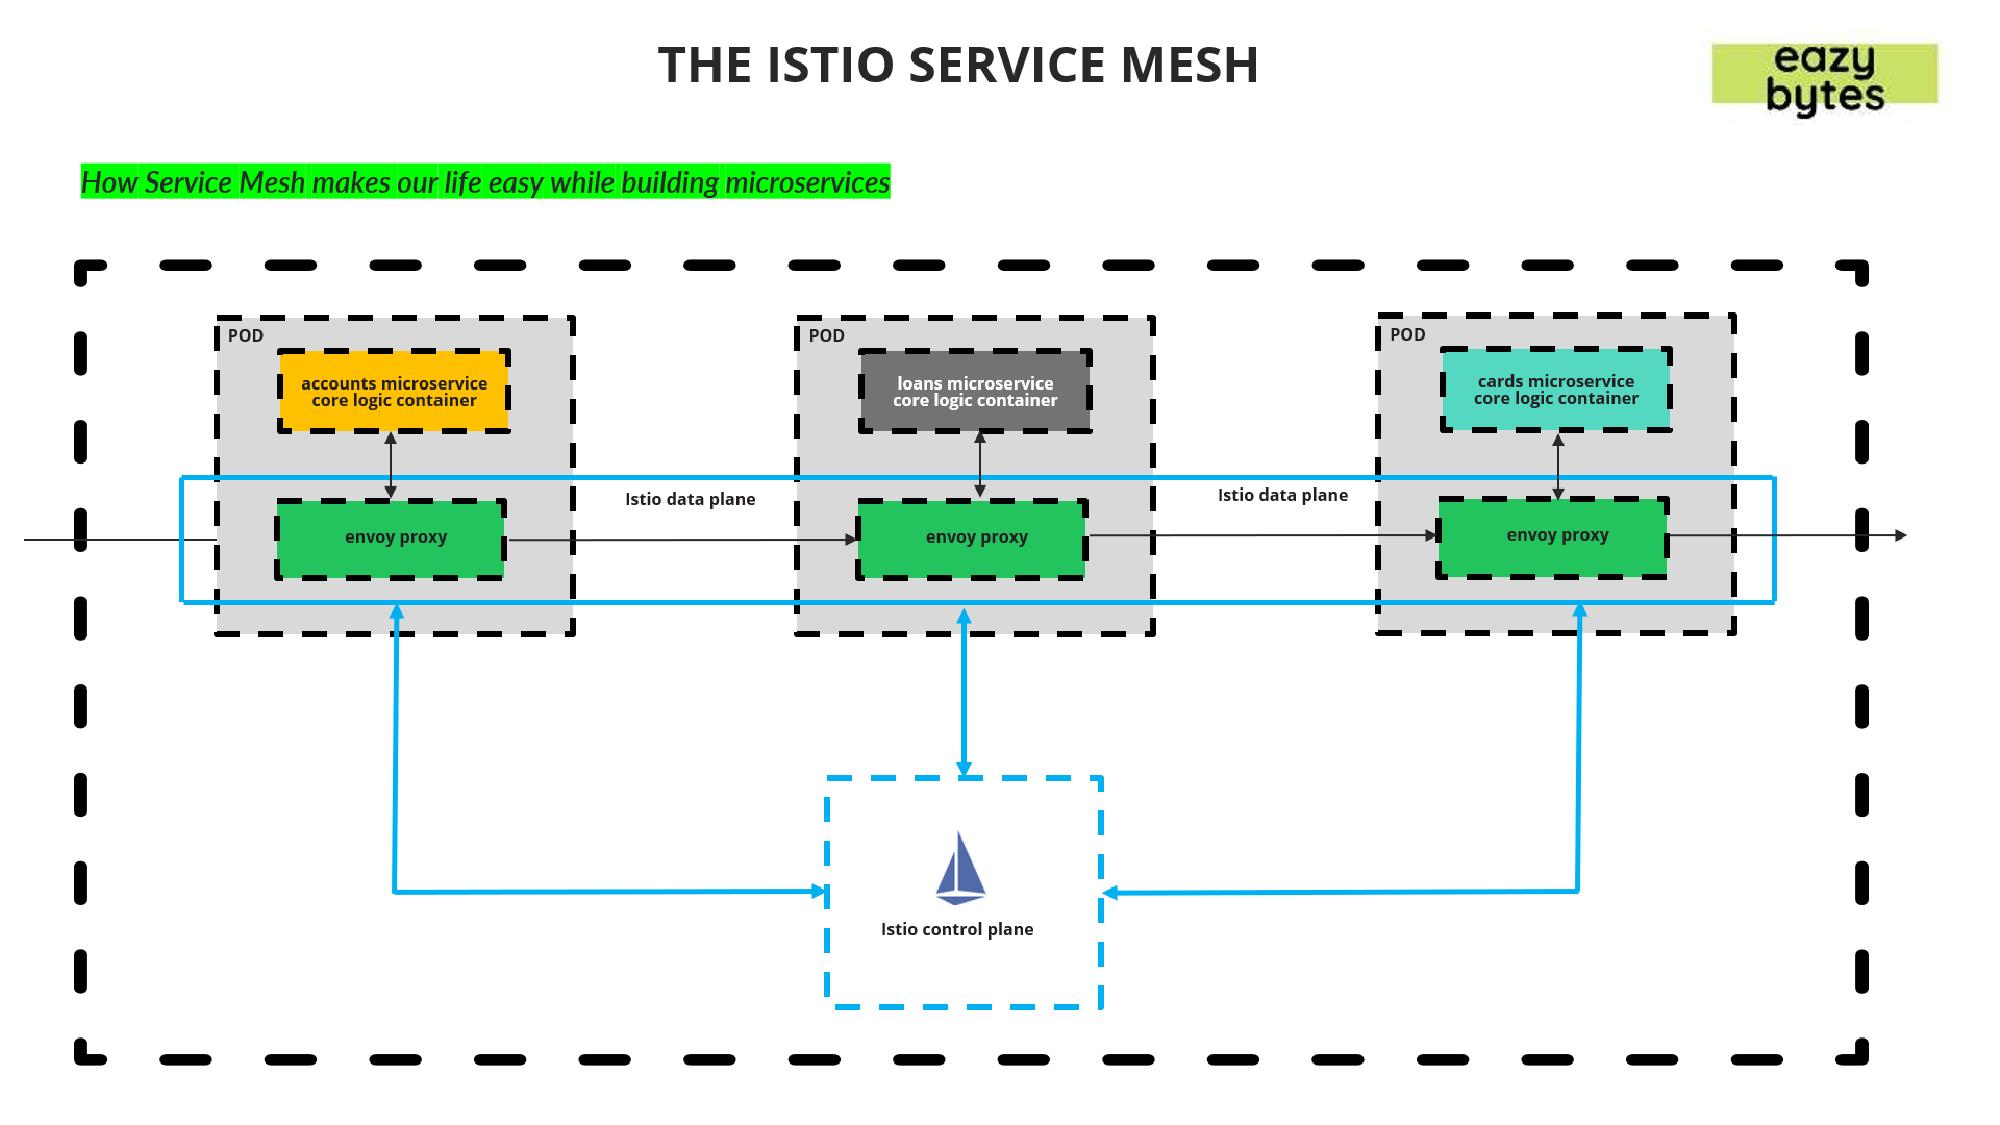 THE ISTIO SERVICE MESH
eazy
bytes
How Service Mesh makes our life easy while building microservices
POD
accounts microservice
core logic container
envoy proxy
Istio data plane
POD
loans microservice
core logic container
envoy proxy
Istio data plane
POD
cards microservice
core logic container
envoy proxy
Istio control plane